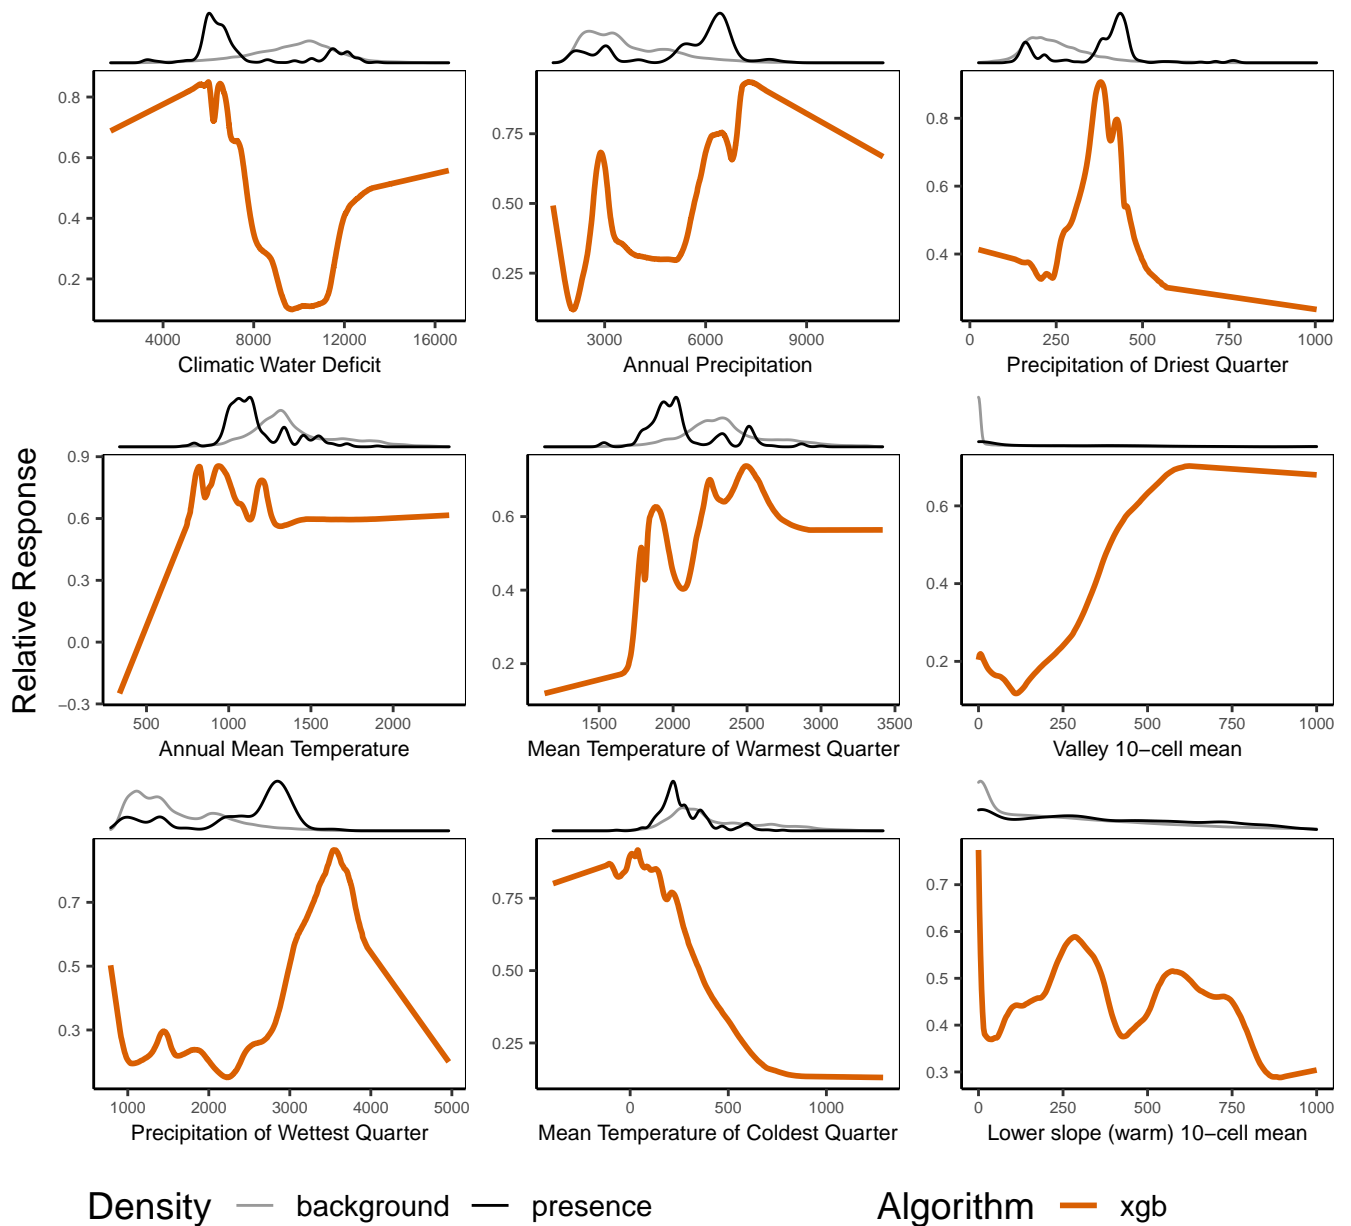 0.8
0.6
0.4
0.2
4000 8000 12000 16000
Climatic Water Deficit
0.75
0.50
0.25
3000 6000 9000
Annual Precipitation
0.8
0.6
0.4
0 250 500 750 1000
Precipitation of Driest Quarter
Relative Response
0.9
0.6
0.3
0.0
−0.3
500 1000 1500 2000
Annual Mean Temperature
0.6
0.4
0.2
1500 2000 2500 3000 3500
Mean Temperature of Warmest Quarter
0.6
0.4
0.2
0 250 500 750 1000
Valley 10−cell mean
0.7
0.5
0.3
1000 2000 3000 4000 5000
Precipitation of Wettest Quarter
0.75
0.50
0.25
0 500 1000
Mean Temperature of Coldest Quarter
0.7
0.6
0.5
0.4
0.3
0 250 500 750 1000
Lower slope (warm) 10−cell mean
Density background presence Algorithm xgb